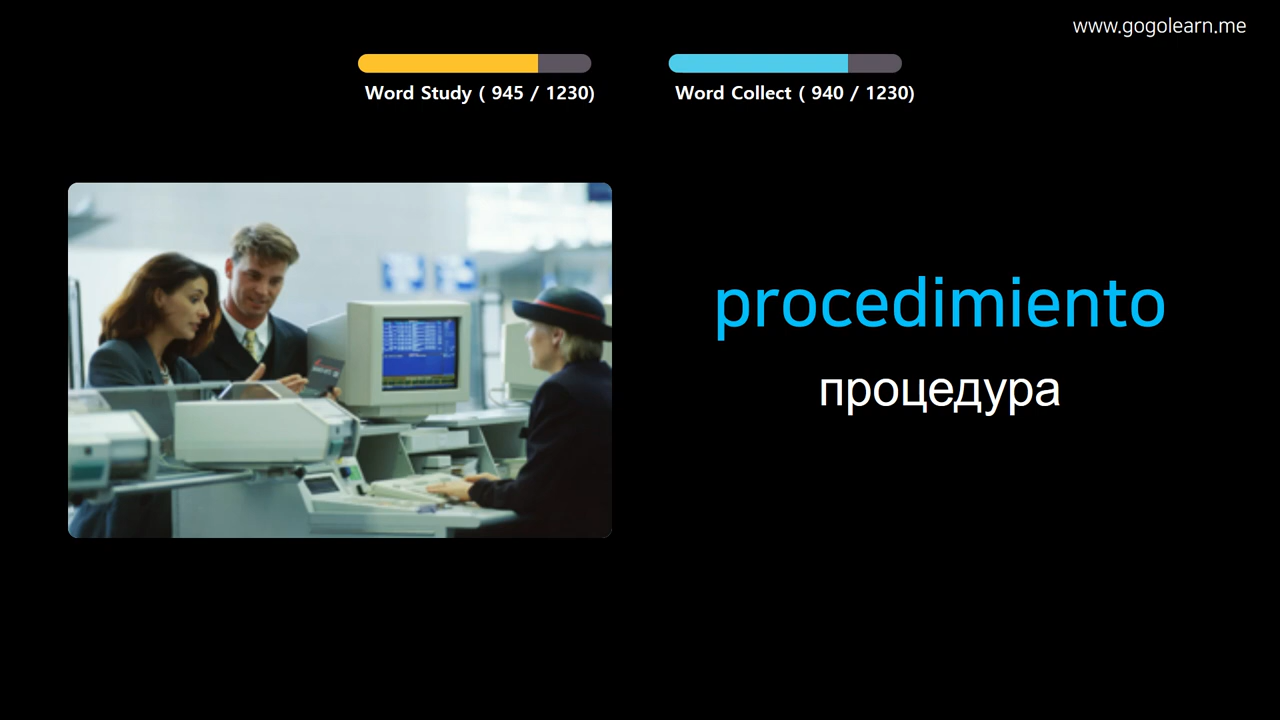 www.gogolearn.me
Word Study ( 945 / 1230)
Word Collect ( 940 / 1230)
procedimiento
процедура